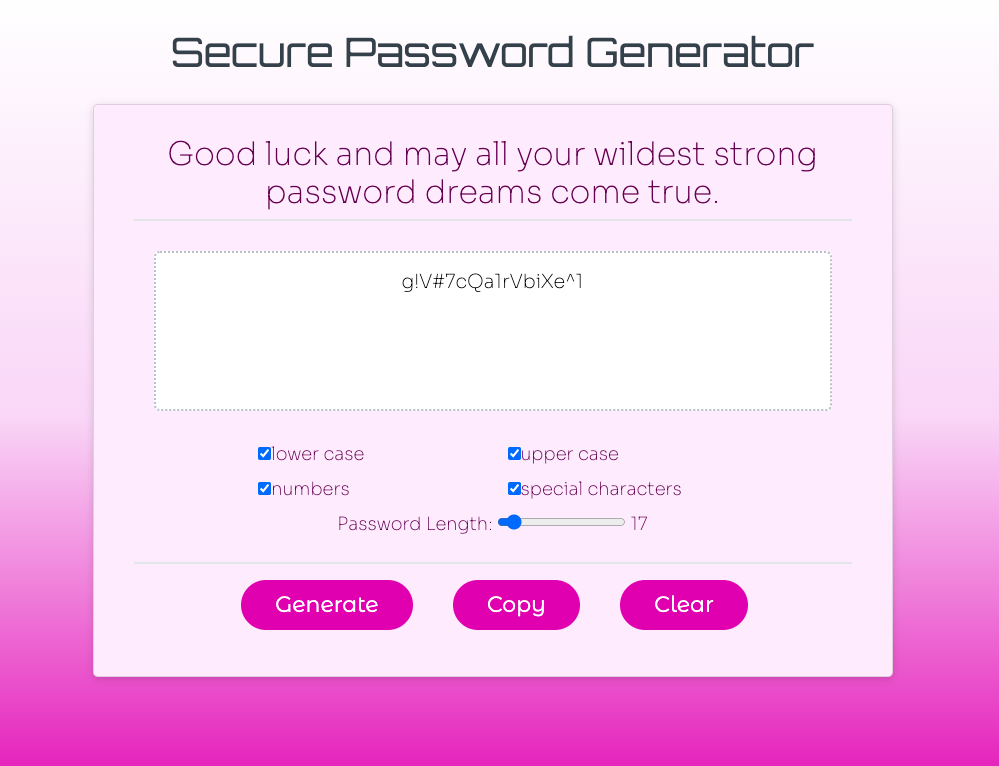 Secure Password Generator
Good luck and may all your wildest strong
password dreams come true.
g!V#7cQa1rVbiXe^1
lower case
upper case
numbers
special characters
Password Length: 17
Generate
Copy
Clear